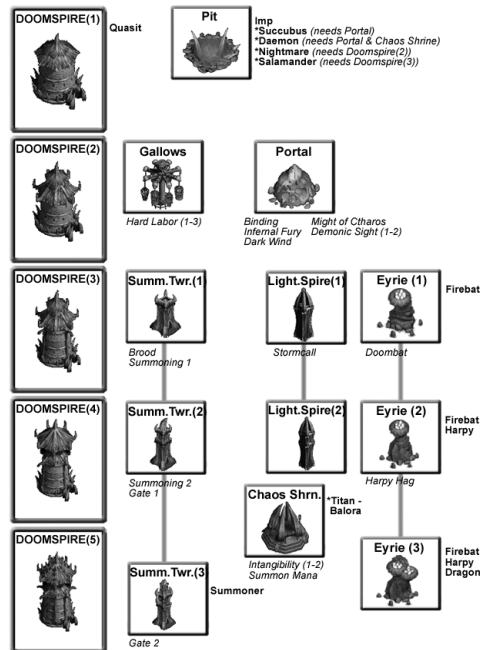 DOOMSPIRE(1)
Quasit
Pit
Imp
*Succubus (needs Portal)
*Daemon (needs Portal & Chaos Shrine)
*Nightmare (needs Doomspire(2))
*Salamander (needs Doomspire(3))
DOOMSPIRE(2)
Gallows
Hard Labor (1-3)
Portal
Binding
Infernal Fury
Dark Wind
Might of Ctharos
Demonic Sight (1-2)
DOOMSPIRE(3)
Summ.Twr.(1)
Brood
Summoning 1
Light.Spire(1)
Stormcall
Eyrie (1)
Doombat
Firebat
DOOMSPIRE(4)
Summ.Twr.(2)
Summoning 2
Gate 1
Light.Spire(2)
Eyrie (2)
Harpy Hag
Firebat
Harpy
Chaos Shrn.
*Titan -
Balora
Intangibility (1-2)
Summon Mana
DOOMSPIRE(5)
Summ.Twr.(3)
Summoner
Gate 2
Eyrie (3)
Firebat
Harpy
Dragon